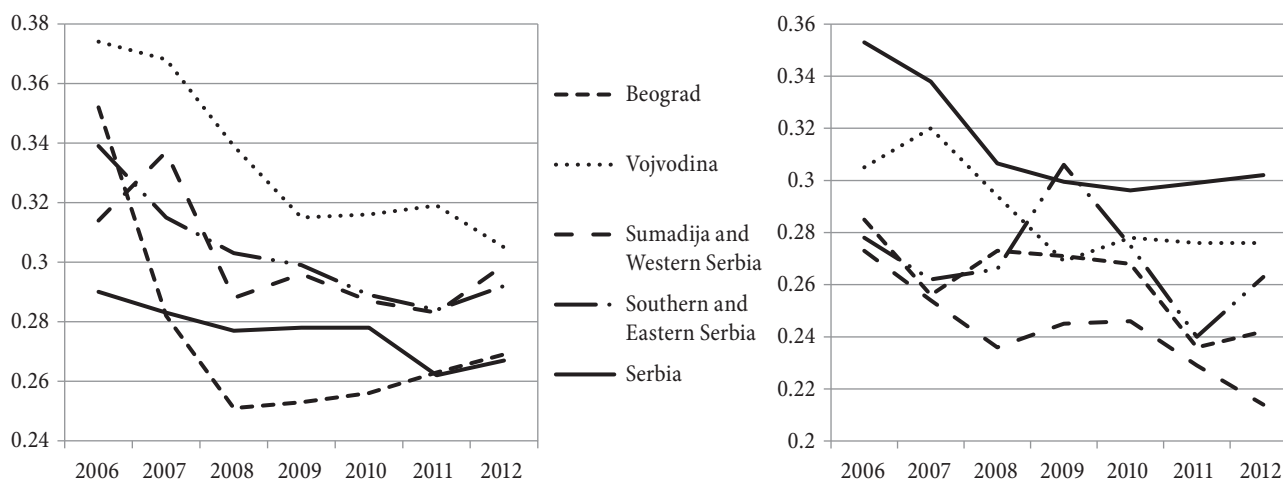 0.38
0.36
0.34
0.32
0.3
0.28
0.26
0.24
2006 2007 2008 2009 2010 2011 2012
Beograd
Vojvodina
Sumadija and
Western Serbia
Southern and
Eastern Serbia
Serbia
0.36
0.34
0.32
0.3
0.28
0.26
0.24
0.22
0.2
2006 2007 2008 2009 2010 2011 2012